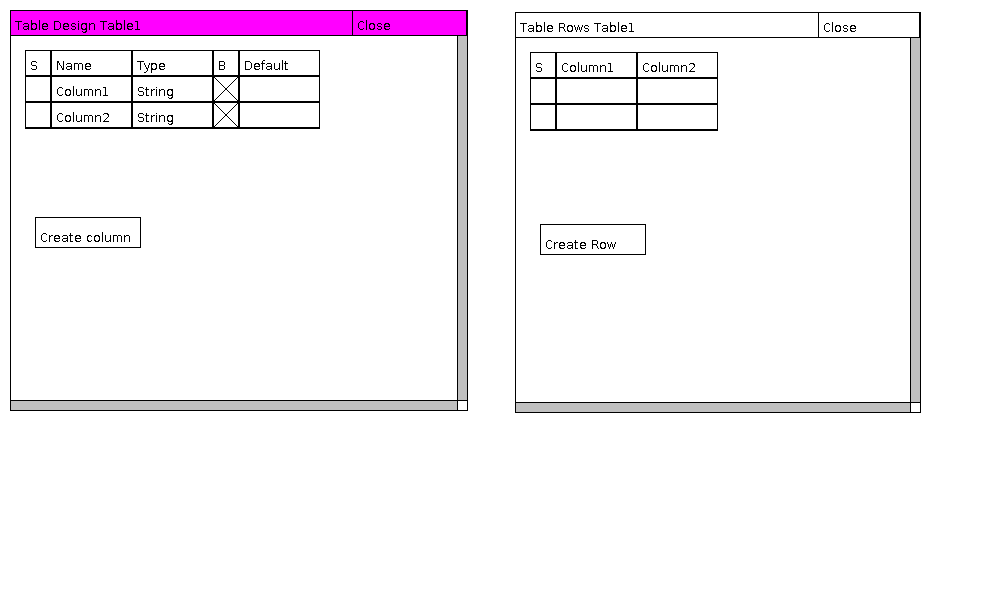 Table Design Table1 Close
S Name Type B Default
Column1 String
Column2 String
Create column
Table Rows Table1 Close
S Column1 Column2
Create Row